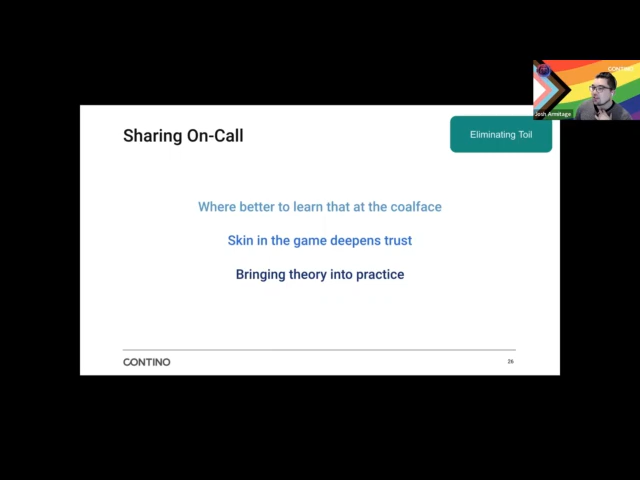 CONTINO
Josh Armitage
Sharing On-Call
Eliminating Toil
Where better to learn that at the coalface
Skin in the game deepens trust
Bringing theory into practice
CONTINO
26